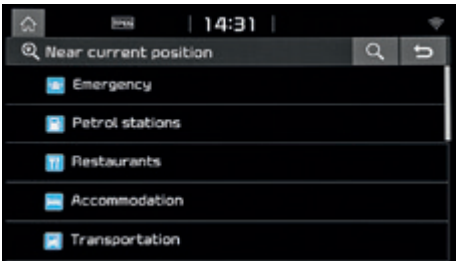 14:31
Near current position
Emergency
Petrol stations
Restaurants
Accommodation
Transportation